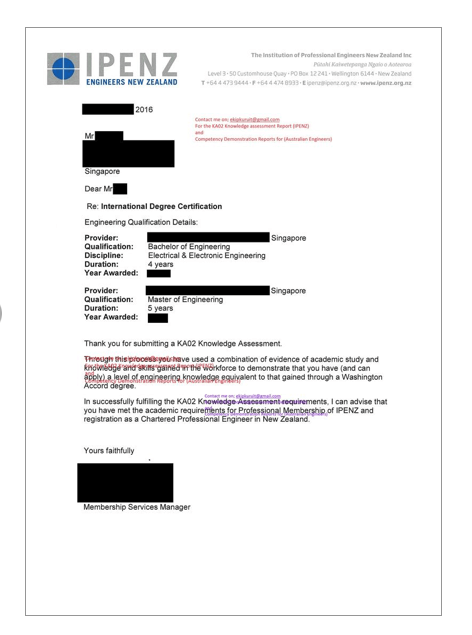 IPENZ
ENGINEERS NEW ZEALAND
The Institution of Professional Engineers New Zealand Inc
Pūtahi Kaiwetepanga Ngaio o Aotearoa
Level 3 · 50 Customhouse Quay · PO Box 12 241 · Wellington 6144 · New Zealand
T +64 4 473 9444 · F +64 4 474 8933 · E ipenz@ipenz.org.nz · www.ipenz.org.nz
2016
Contact me on: ekpkurui@gmail.com
For the KA02 Knowledge assessment Report (IPENZ)
and
Competency Demonstration Reports for (Australian Engineers)
Mr
Singapore
Dear Mr
Re: International Degree Certification
Engineering Qualification Details:
Provider: Singapore
Qualification: Bachelor of Engineering
Discipline: Electrical & Electronic Engineering
Duration: 4 years
Year Awarded:
Provider: Singapore
Qualification: Master of Engineering
Duration: 5 years
Year Awarded:
Thank you for submitting a KA02 Knowledge Assessment.
Through this process you have used a combination of evidence of academic study and
knowledge and skills gained in the workforce to demonstrate that you have (and can
apply) a level of engineering knowledge equivalent to that gained through a Washington
Competency Demonstration Reports for (Australian Engineers)
Accord degree.
Contact me on:
In successfully fulfilling the KA02 Knowledge Assessment requirements, I can advise that
you have met the academic requirements for Professional Membership of IPENZ and
registration as a Chartered Professional Engineer in New Zealand.
Yours faithfully
Membership Services Manager